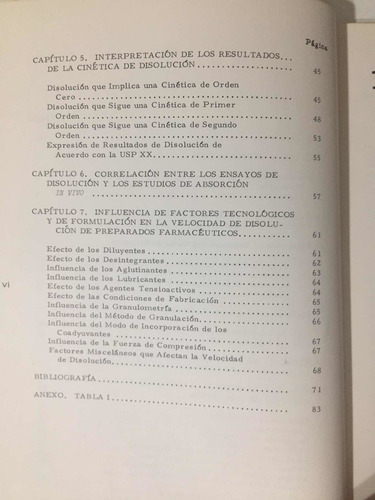 Página
CAPÍTULO 5. INTERPRETACIÓN DE LOS RESULTADOS...
DE LA CINÉTICA DE DISOLUCIÓN 45
Disolución que Implica una Cinética de Orden
Cero 45
Disolución que Sigue una Cinética de Primer
Orden 48
Disolución que Sigue una Cinética de Segundo
Orden 53
Expresión de Resultados de Disolución de
Acuerdo con la USP XX 55
CAPÍTULO 6. CORRELACIÓN ENTRE LOS ENSAYOS DE
DISOLUCIÓN Y LOS ESTUDIOS DE ABSORCIÓN
IN VIVO 57
CAPÍTULO 7. INFLUENCIA DE FACTORES TECNOLÓGICOS
Y DE FORMULACIÓN EN LA VELOCIDAD DE DISOLU-
CIÓN DE PREPARADOS FARMACÉUTICOS 61
Efecto de los Diluyentes 61
Efecto de los Desintegrantes 62
Influencia de los Aglutinantes 63
Influencia de los Lubricantes 64
Efecto de los Agentes Tensioactivos 64
Efecto de las Condiciones de Fabricación 65
Influencia de la Granulometría 65
Influencia del Método de Granulación 66
Influencia del Modo de Incorporación de los
Coadyuvantes 67
Influencia de la Fuerza de Compresión 67
Factores Misceláneos que Afectan la Velocidad
de Disolución 68
BIBLIOGRAFÍA 71
ANEXO. TABLA 1 83
vi